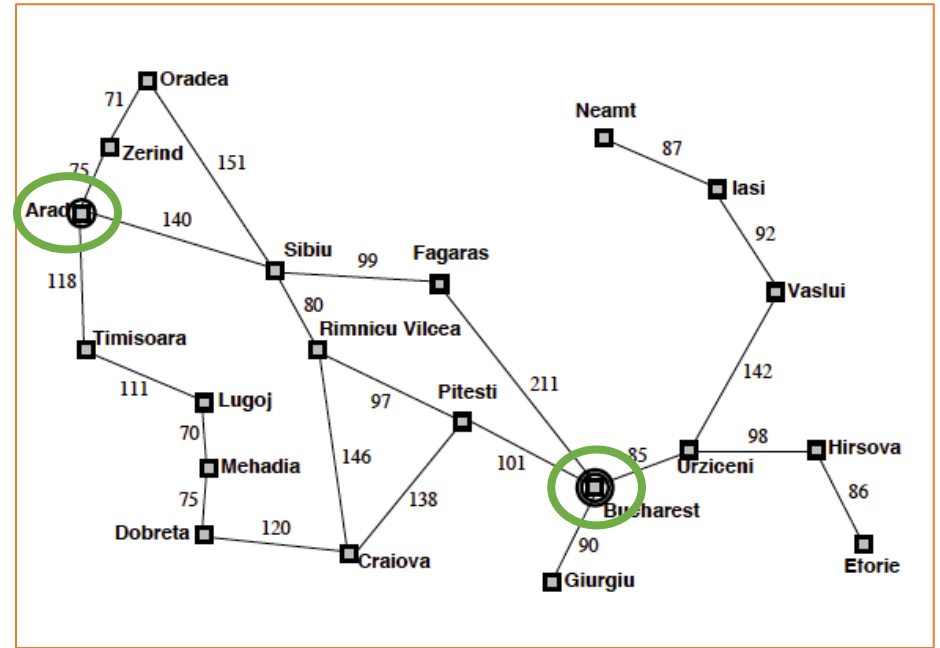 Oradea
71
Neamt
87
Zerind
151
75
Iasi
Arad
140
92
Sibiu
Fagaras
99
118
80
Vaslui
Timisoara
Rimnicu Vilcea
142
111
211
Lugoj
97
Pitesti
70
98
Hirsova
146
101
85
Urziceni
Mehadia
75
138
86
Bucharest
Dobreta
120
90
Craiova
Eforie
Giurgiu